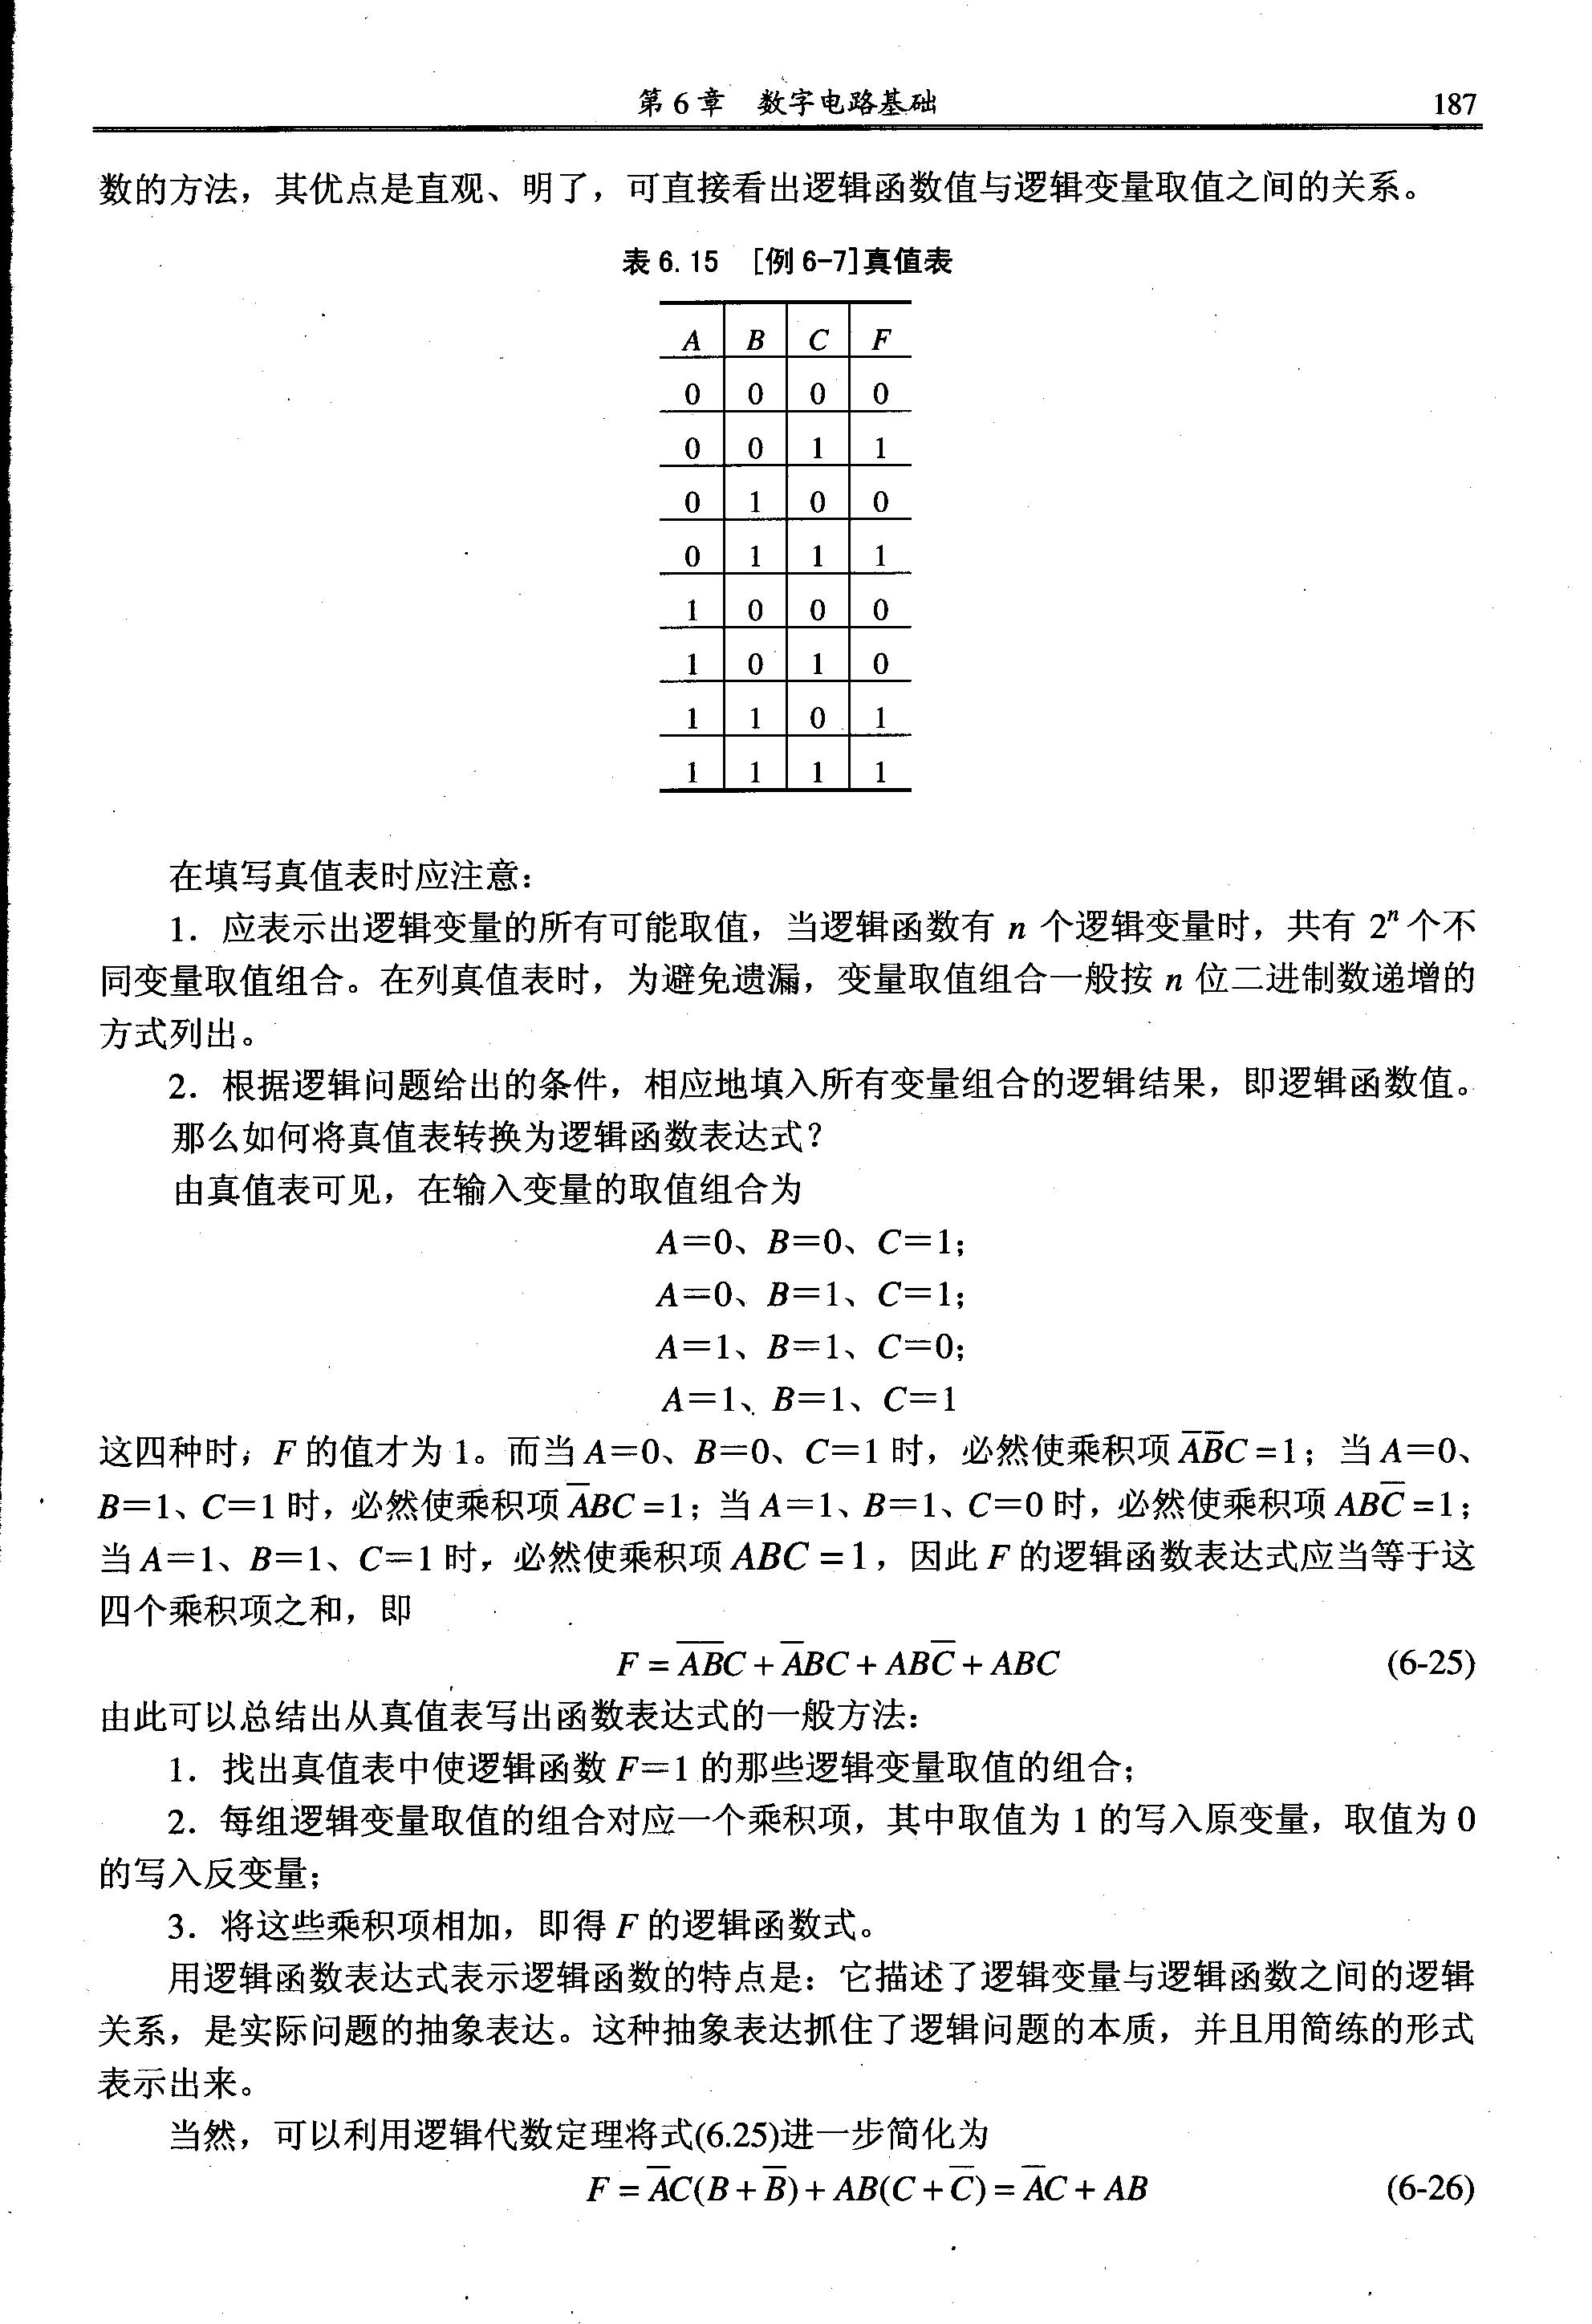 第 6 章 数字电路基础 187
数的方法，其优点是直观、明了，可直接看出逻辑函数值与逻辑变量取值之间的关系。
表 6.15 [例 6-7]真值表
A B C F
0 0 0 0
0 0 1 1
0 1 0 0
0 1 1 1
1 0 0 0
1 0 1 0
1 1 0 1
1 1 1 1
在填写真值表时应注意：
1．应表示出逻辑变量的所有可能取值，当逻辑函数有 n 个逻辑变量时，共有 2ⁿ 个不
同变量取值组合。在列真值表时，为避免遗漏，变量取值组合一般按 n 位二进制数递增的
方式列出。
2．根据逻辑问题给出的条件，相应地填入所有变量组合的逻辑结果，即逻辑函数值。
那么如何将真值表转换为逻辑函数表达式？
由真值表可见，在输入变量的取值组合为
A＝0、B＝0、C＝1；
A＝0、B＝1、C＝1；
A＝1、B＝1、C＝0；
A＝1、B＝1、C＝1
这四种时，F 的值才为 1。而当 A＝0、B＝0、C＝1 时，必然使乘积项 A̅B̅C =1；当 A＝0、
B＝1、C＝1 时，必然使乘积项 A̅BC =1；当 A＝1、B＝1、C＝0 时，必然使乘积项 ABC̅ =1；
当 A＝1、B＝1、C＝1 时，必然使乘积项 ABC =1，因此 F 的逻辑函数表达式应当等于这
四个乘积项之和，即
F = A̅B̅C + A̅BC + ABC̅ + ABC (6-25)
由此可以总结出从真值表写出函数表达式的一般方法：
1．找出真值表中使逻辑函数 F＝1 的那些逻辑变量取值的组合；
2．每组逻辑变量取值的组合对应一个乘积项，其中取值为 1 的写入原变量，取值为 0
的写入反变量；
3．将这些乘积项相加，即得 F 的逻辑函数式。
用逻辑函数表达式表示逻辑函数的特点是：它描述了逻辑变量与逻辑函数之间的逻辑
关系，是实际问题的抽象表达。这种抽象表达抓住了逻辑问题的本质，并且用简练的形式
表示出来。
当然，可以利用逻辑代数定理将式(6.25)进一步简化为
F = A̅C(B + B̅) + AB(C + C̅) = A̅C + AB (6-26)